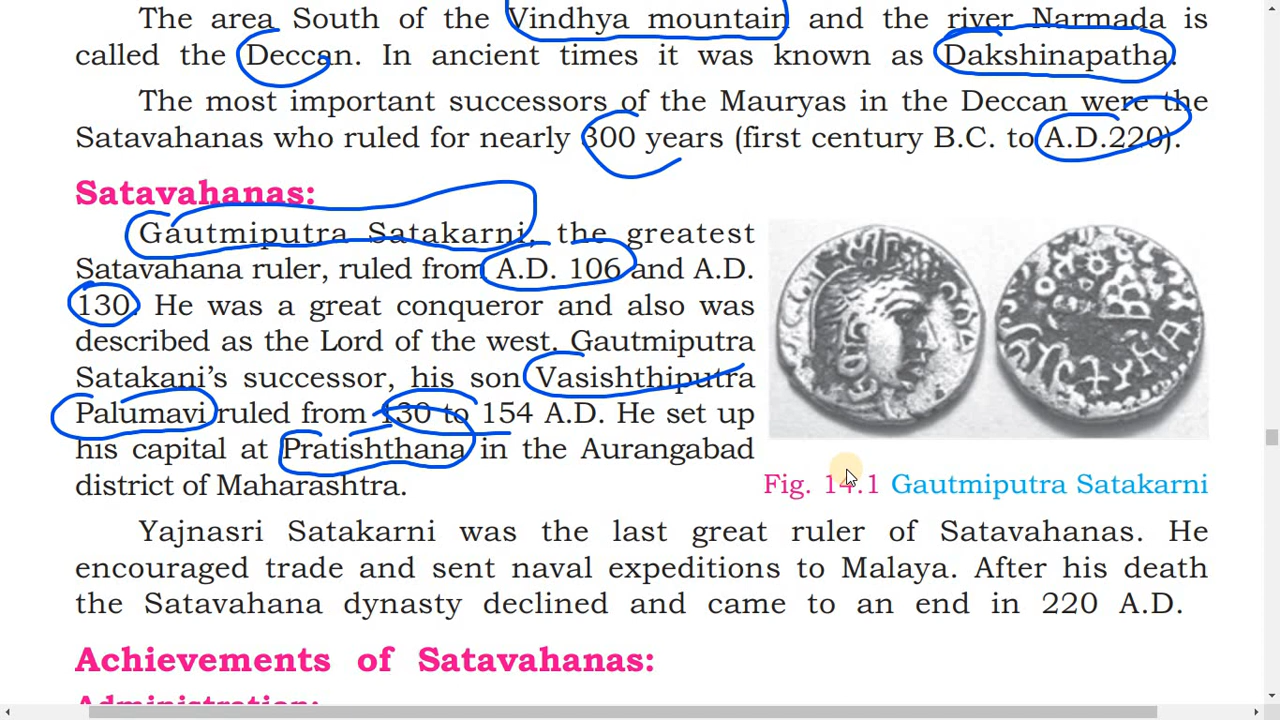 The area South of the Vindhya mountain and the river Narmada is
called the Deccan. In ancient times it was known as Dakshinapatha.
The most important successors of the Mauryas in the Deccan were the
Satavahanas who ruled for nearly 300 years (first century B.C. to A.D.220).
Satavahanas:
Gautmiputra Satakarni, the greatest
Satavahana ruler, ruled from A.D. 106 and A.D.
130. He was a great conqueror and also was
described as the Lord of the west. Gautmiputra
Satakani's successor, his son Vasishthiputra
Palumavi ruled from 130 to 154 A.D. He set up
his capital at Pratishthana in the Aurangabad
district of Maharashtra.
Fig. 14.1 Gautmiputra Satakarni
Yajnasri Satakarni was the last great ruler of Satavahanas. He
encouraged trade and sent naval expeditions to Malaya. After his death
the Satavahana dynasty declined and came to an end in 220 A.D.
Achievements of Satavahanas:
Administration: